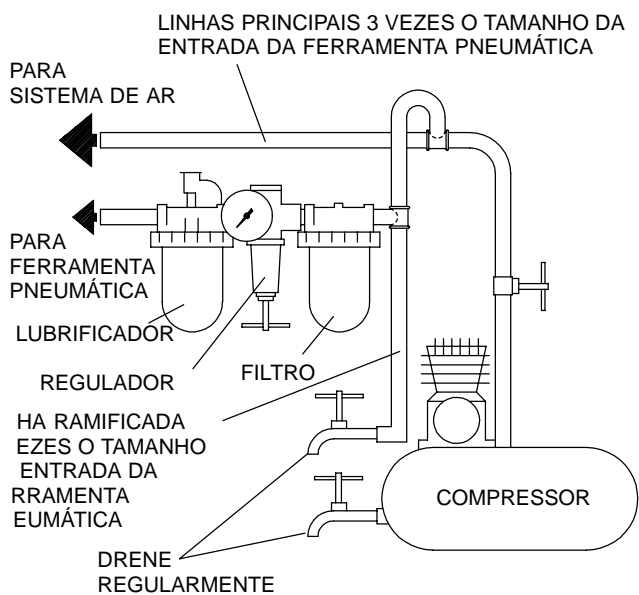 LINHAS PRINCIPAIS 3 VEZES O TAMANHO DA
ENTRADA DA FERRAMENTA PNEUMÁTICA
PARA
SISTEMA DE AR
PARA
FERRAMENTA
PNEUMÁTICA
LUBRIFICADOR
REGULADOR
FILTRO
HA RAMIFICADA
EZES O TAMANHO
ENTRADA DA
RRAMENTA
EUMÁTICA
COMPRESSOR
DRENE
REGULARMENTE